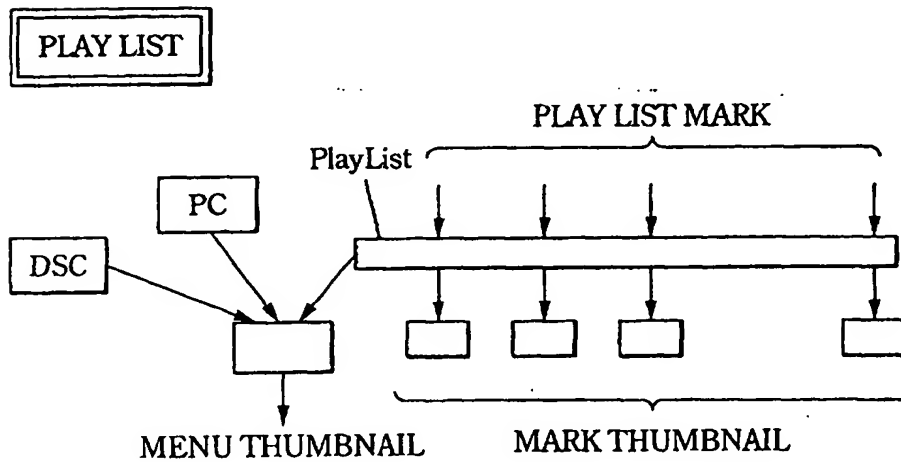 PLAY LIST
PLAY LIST MARK
PlayList
PC
DSC
MENU THUMBNAIL
MARK THUMBNAIL